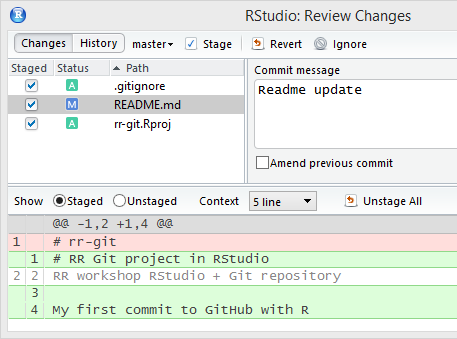 RStudio: Review Changes
Changes History master Stage Revert Ignore
Staged Status Path
A .gitignore
M README.md
A rr-git.Rproj
Commit message
Readme update
Amend previous commit
Show Staged Unstaged Context 5 line Unstage All
@@ -1,2 +1,4 @@
1 # rr-git
1 # RR Git project in RStudio
2 2 RR workshop RStudio + Git repository
3
4 My first commit to GitHub with R